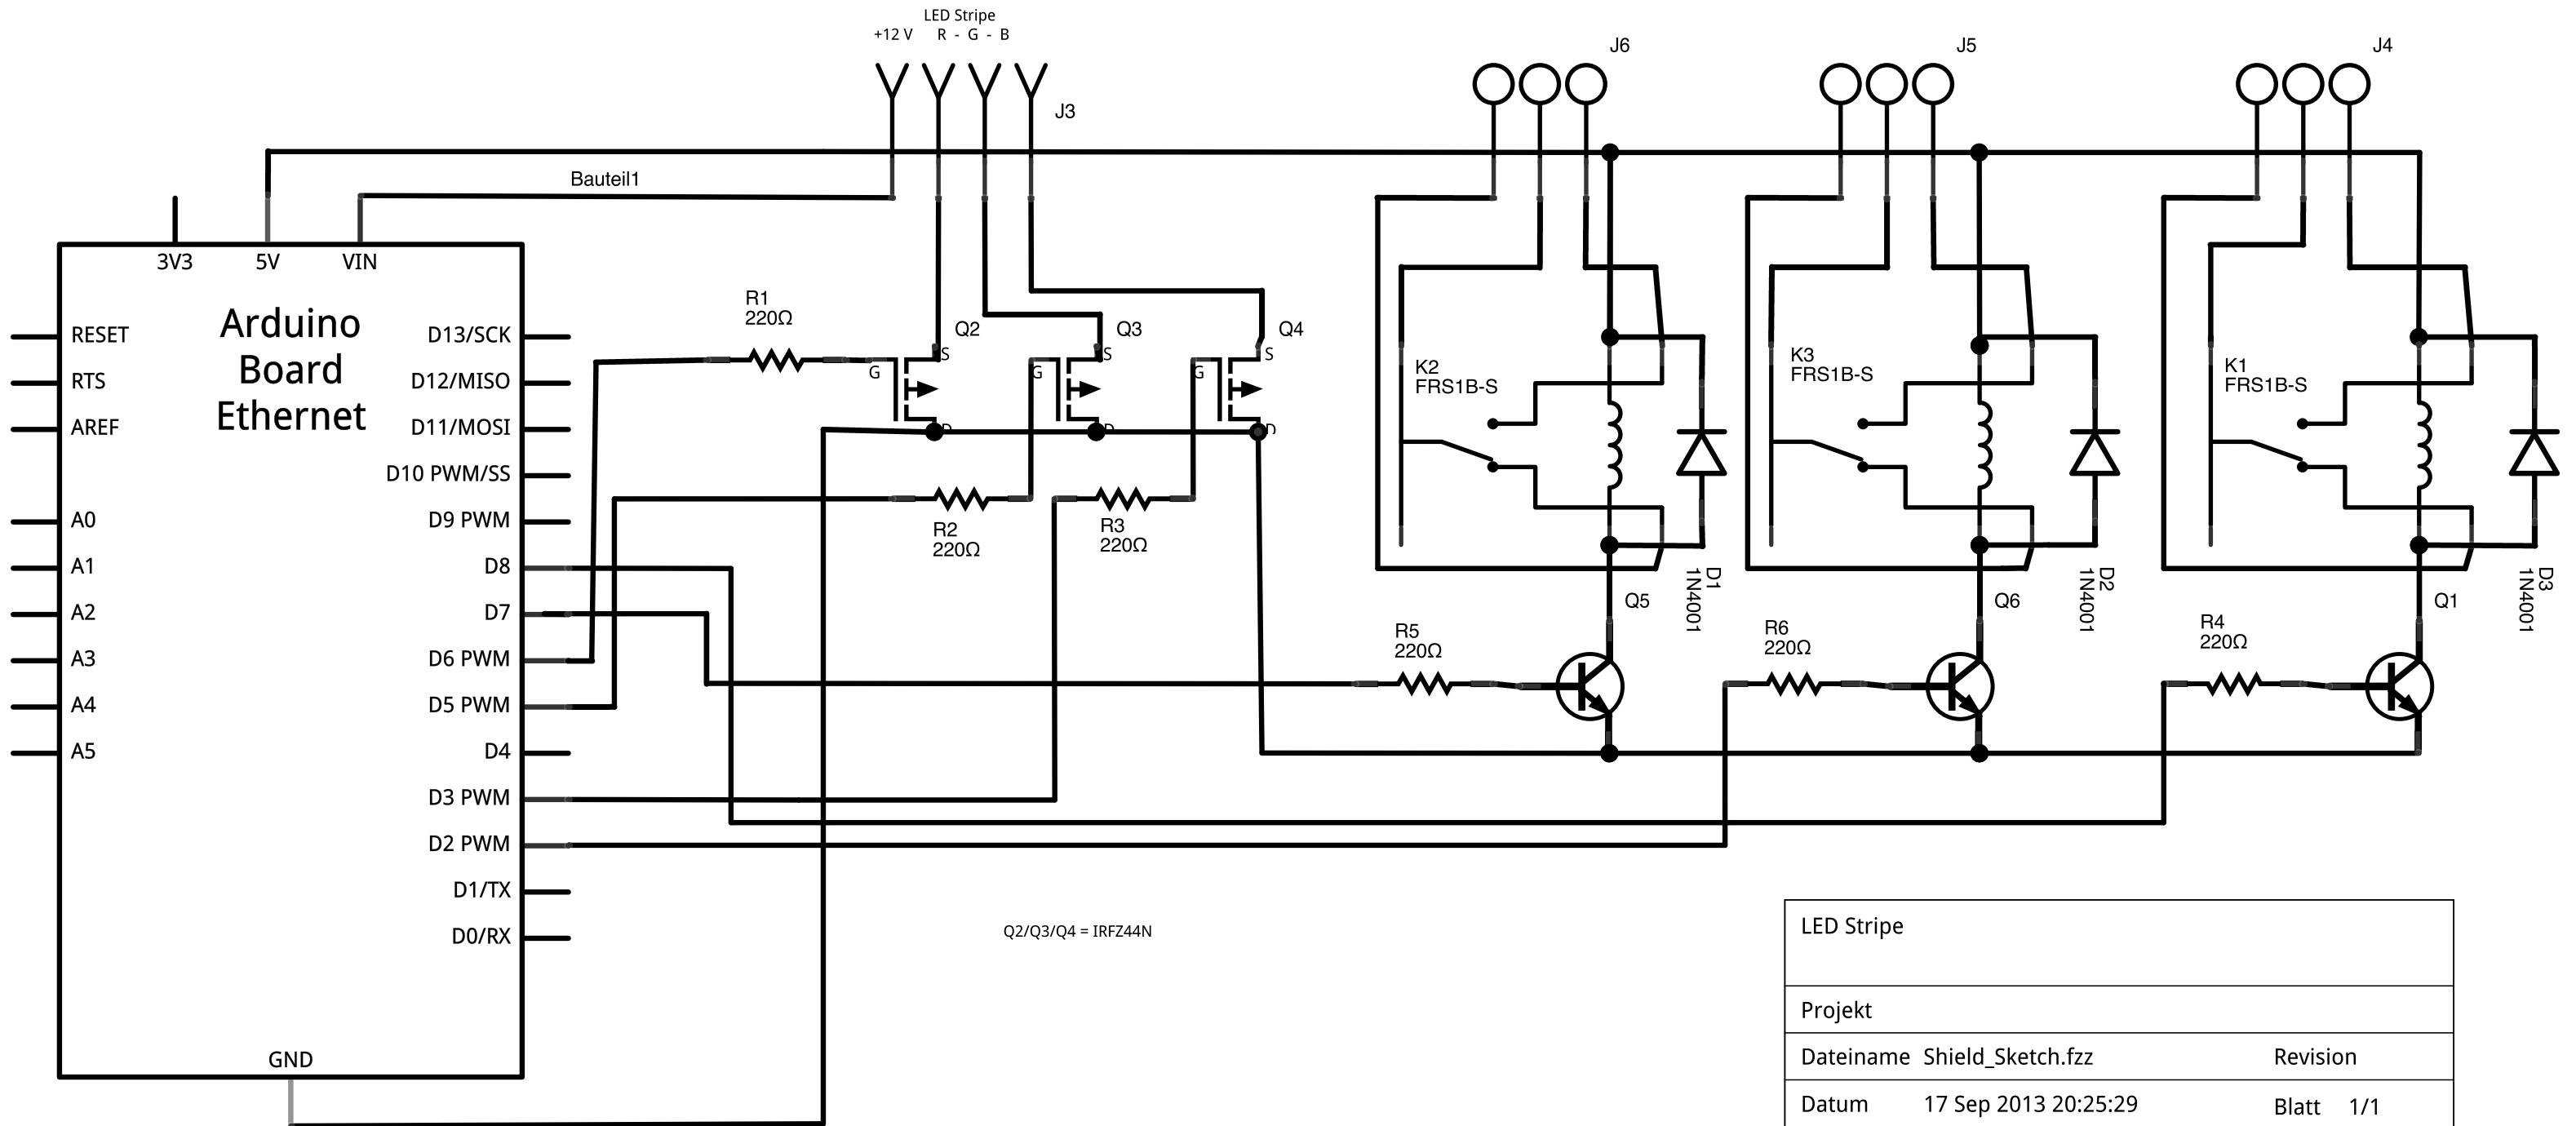 LED Stripe
+12 V R - G - B
J3
J6
J5
J4
Bauteil1
3V3 5V VIN
Arduino
Board
Ethernet
RESET
RTS
AREF
A0
A1
A2
A3
A4
A5
D13/SCK
D12/MISO
D11/MOSI
D10 PWM/SS
D9 PWM
D8
D7
D6 PWM
D5 PWM
D4
D3 PWM
D2 PWM
D1/TX
D0/RX
GND
R1
220Ω
Q2
S
G
D
Q3
S
G
D
Q4
S
G
D
R2
220Ω
R3
220Ω
K2
FRS1B-S
K3
FRS1B-S
K1
FRS1B-S
D1
1N4001
D2
1N4001
D3
1N4001
Q5
Q6
Q1
R5
220Ω
R6
220Ω
R4
220Ω
Q2/Q3/Q4 = IRFZ44N
LED Stripe
Projekt
Dateiname Shield_Sketch.fzz Revision
Datum 17 Sep 2013 20:25:29 Blatt 1/1